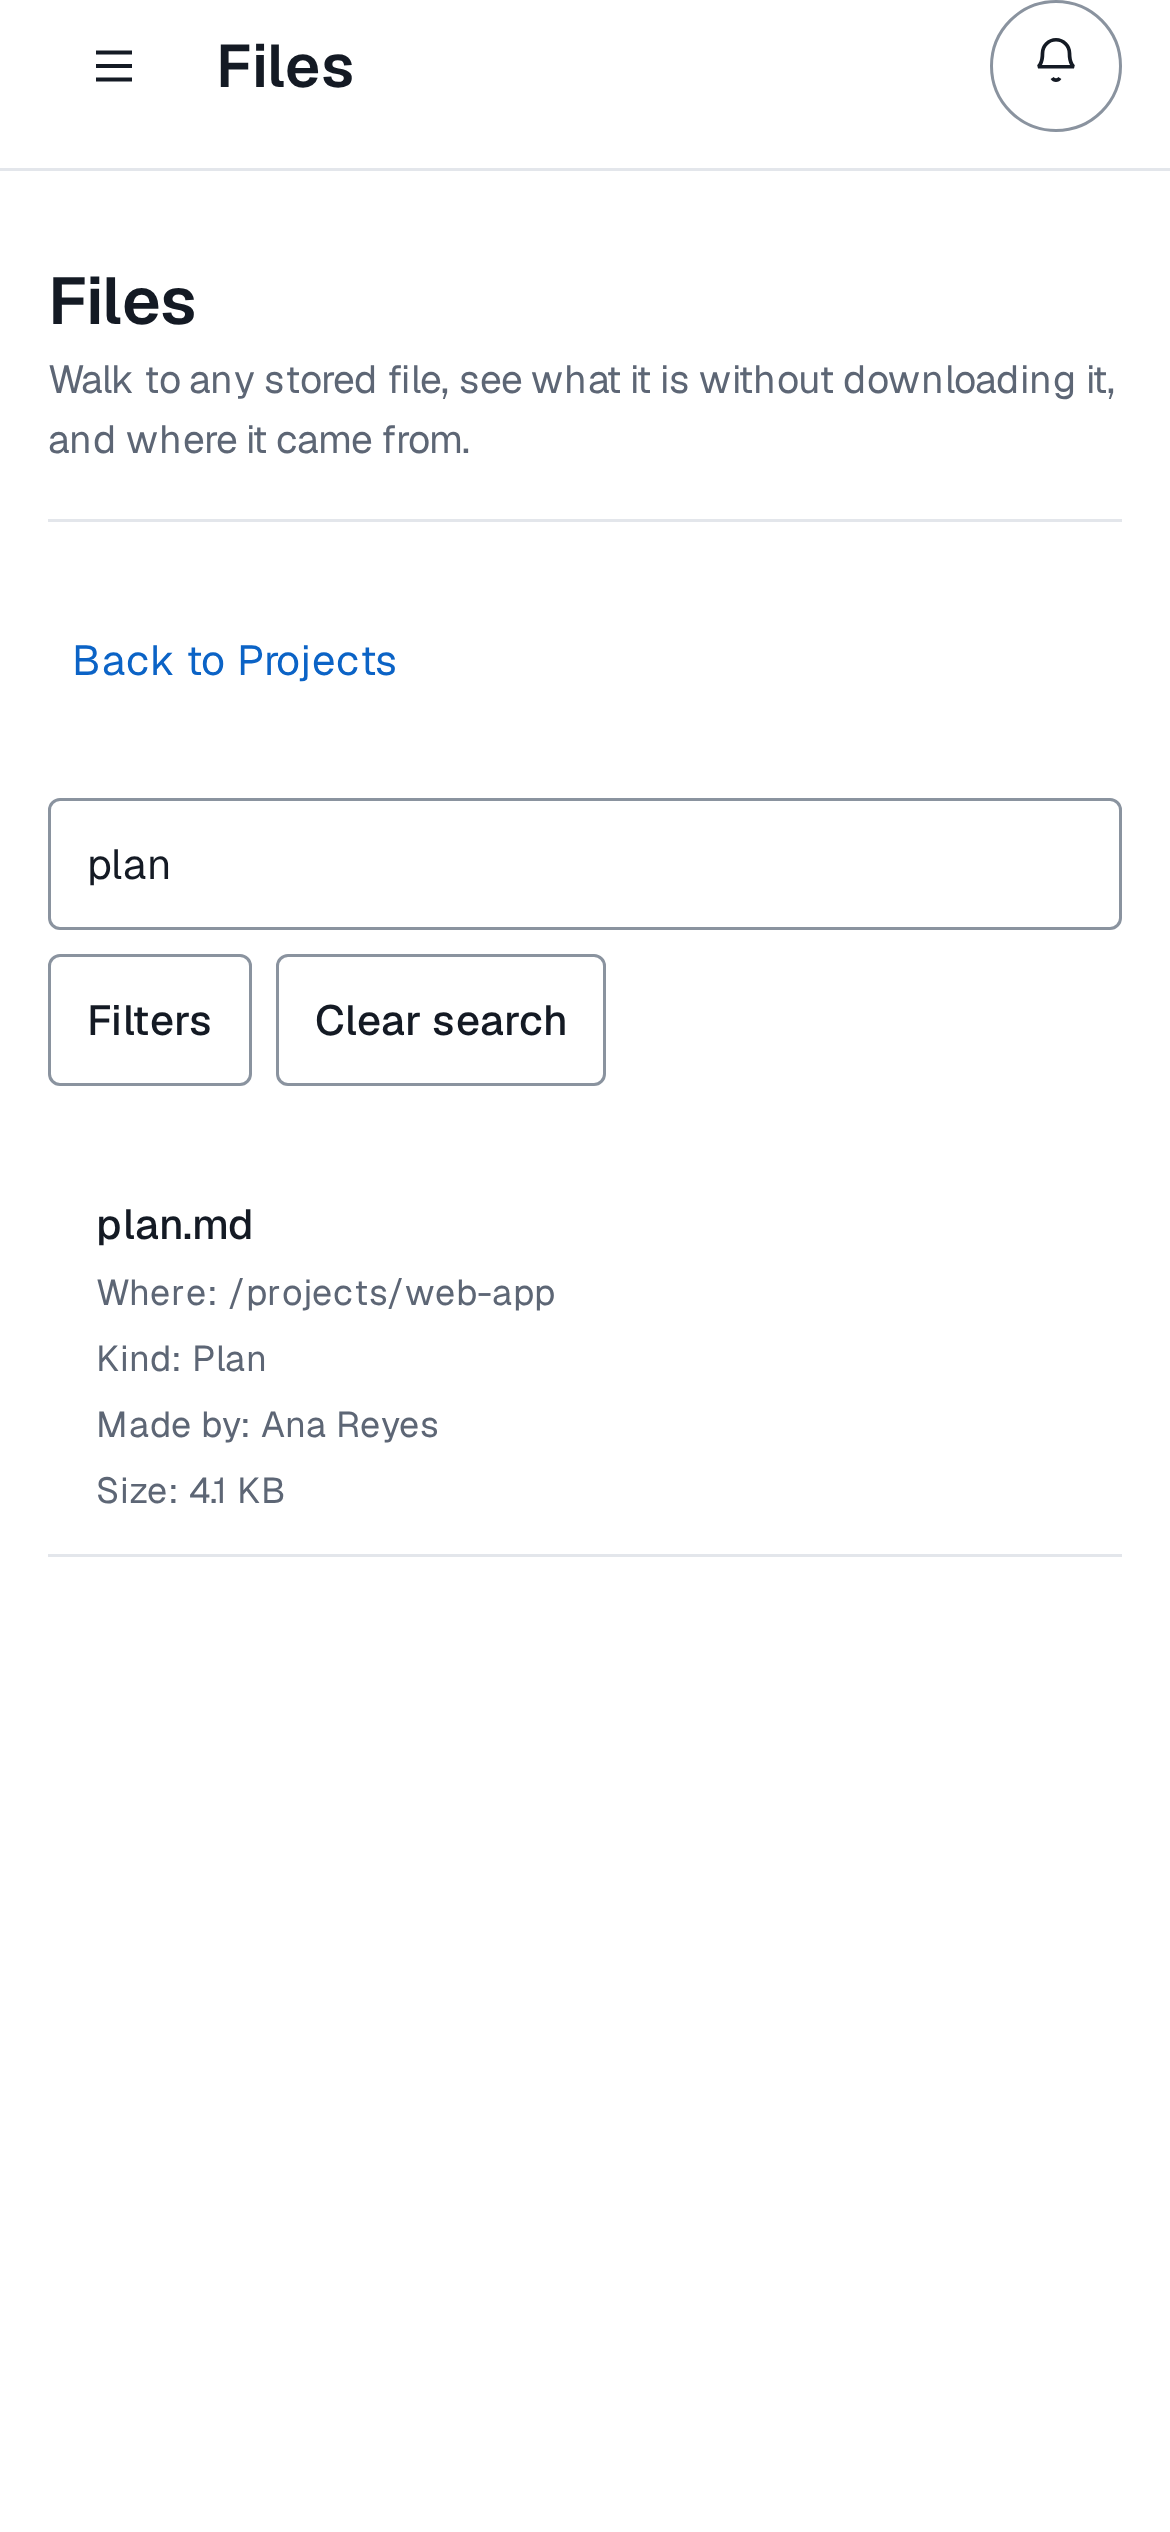 Files
Files
Walk to any stored file, see what it is without downloading it,
and where it came from.
Back to Projects
plan
Filters
Clear search
plan.md
Where: /projects/web-app
Kind: Plan
Made by: Ana Reyes
Size: 4.1 KB